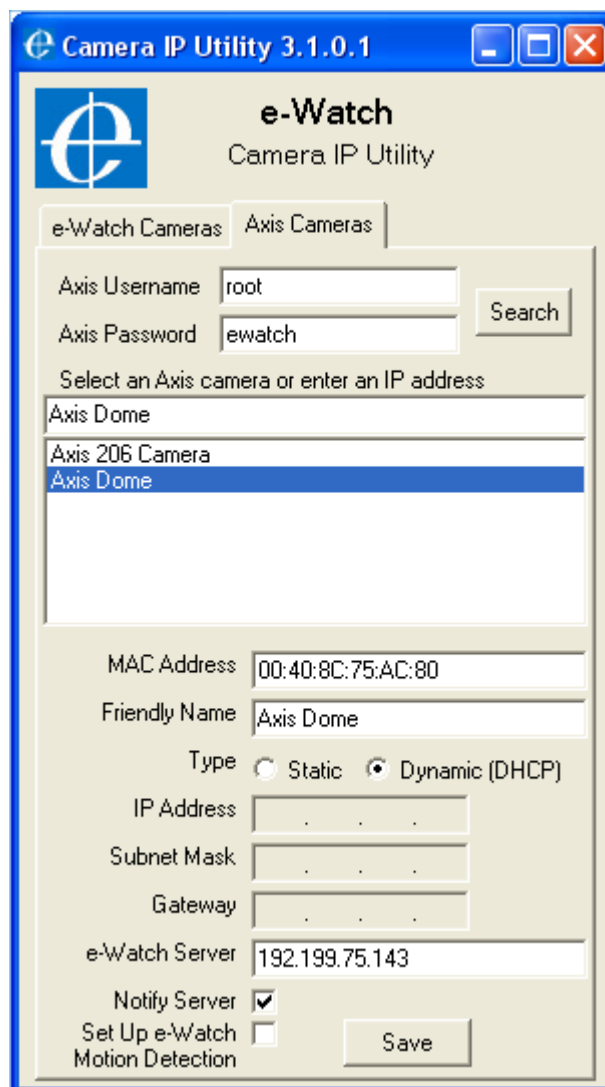 Camera IP Utility 3.1.0.1
e-Watch
Camera IP Utility
e-Watch Cameras
Axis Cameras
Axis Username root
Search
Axis Password ewatch
Select an Axis camera or enter an IP address
Axis Dome
Axis 206 Camera
Axis Dome
MAC Address 00:40:8C:75:AC:80
Friendly Name Axis Dome
Type Static Dynamic (DHCP)
IP Address . . .
Subnet Mask . . .
Gateway . . .
e-Watch Server 192.199.75.143
Notify Server
Set Up e-Watch
Motion Detection
Save